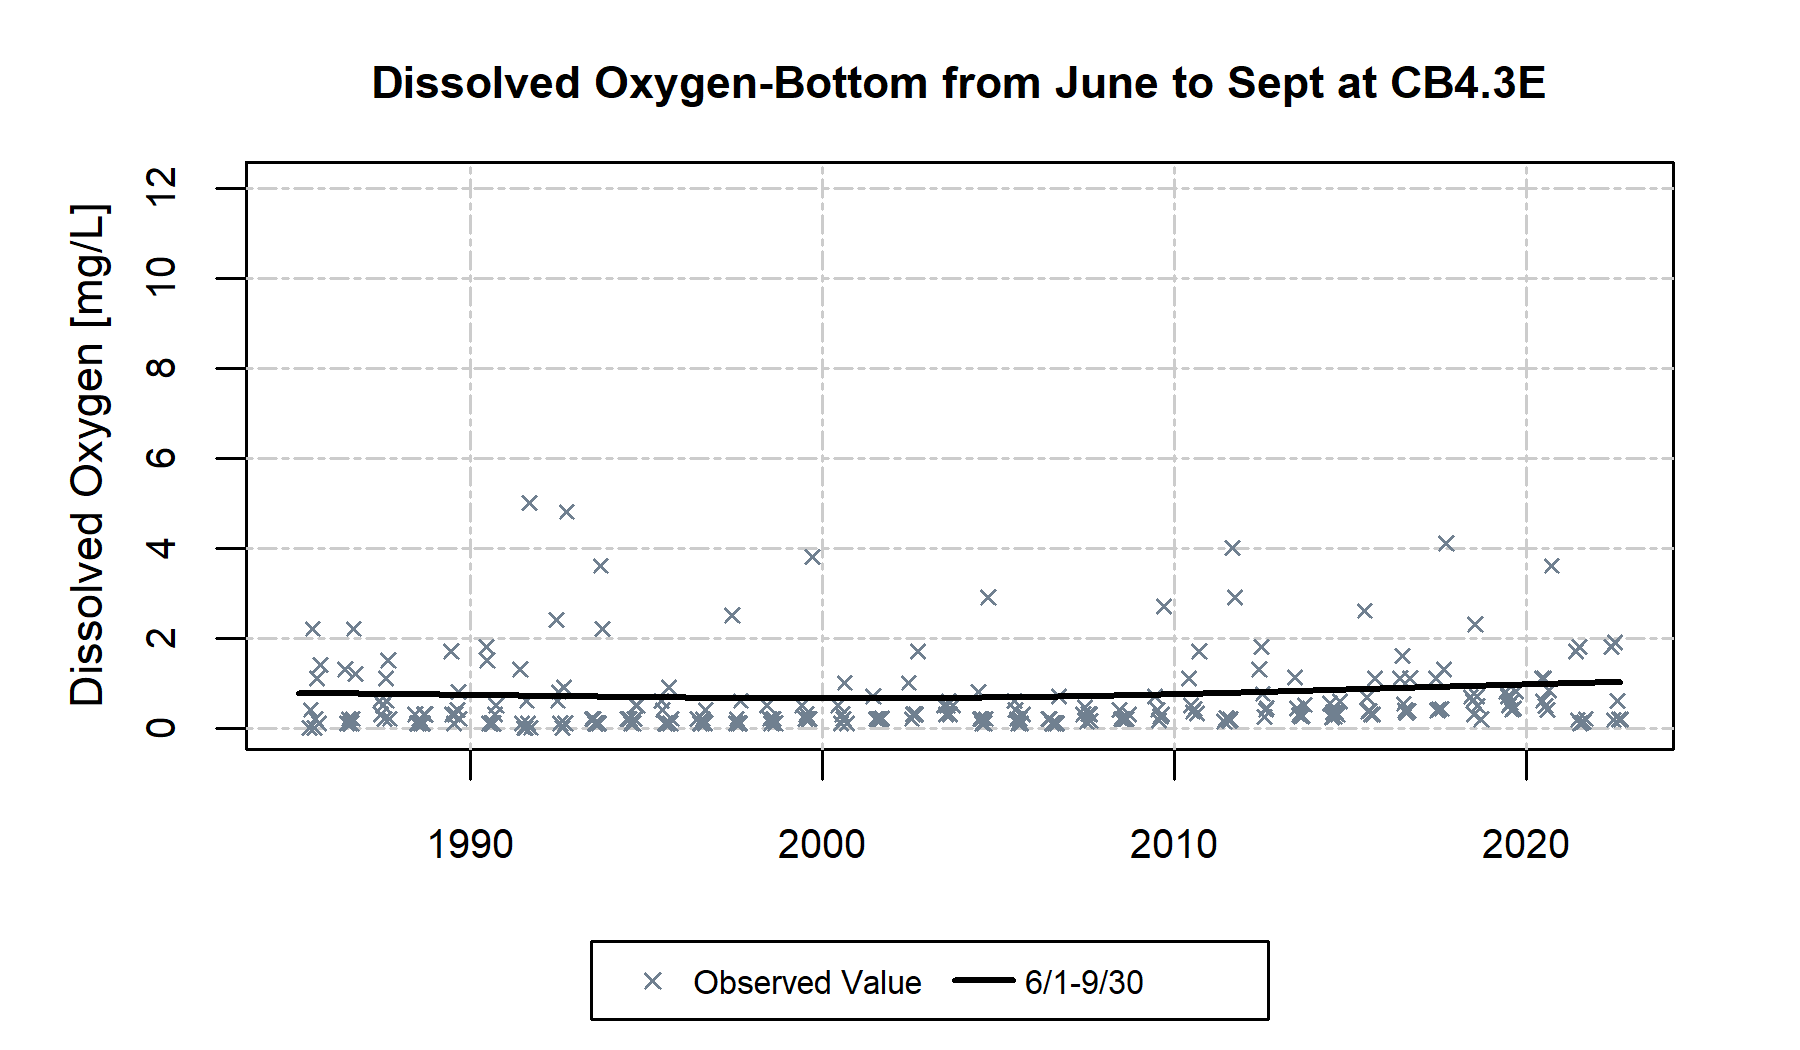 Dissolved Oxygen-Bottom from June to Sept at CB4.3E
Dissolved Oxygen [mg/L]
12
10
8
6
4
2
0
1990 2000 2010 2020
Observed Value 6/1-9/30